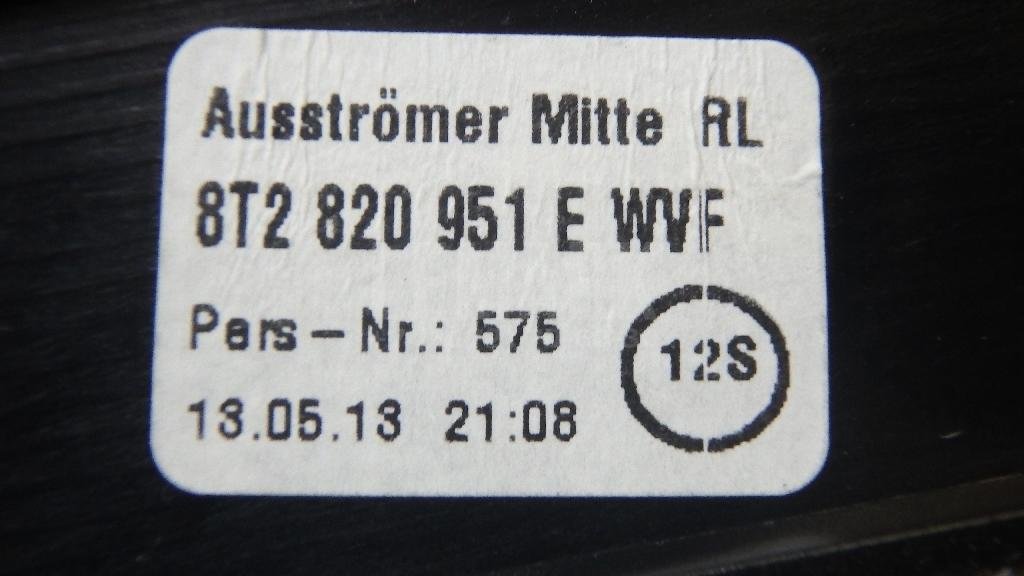 Ausströmer Mitte RL
8T2 820 951 E WVF
Pers-Nr.: 575
12S
13.05.13 21:08